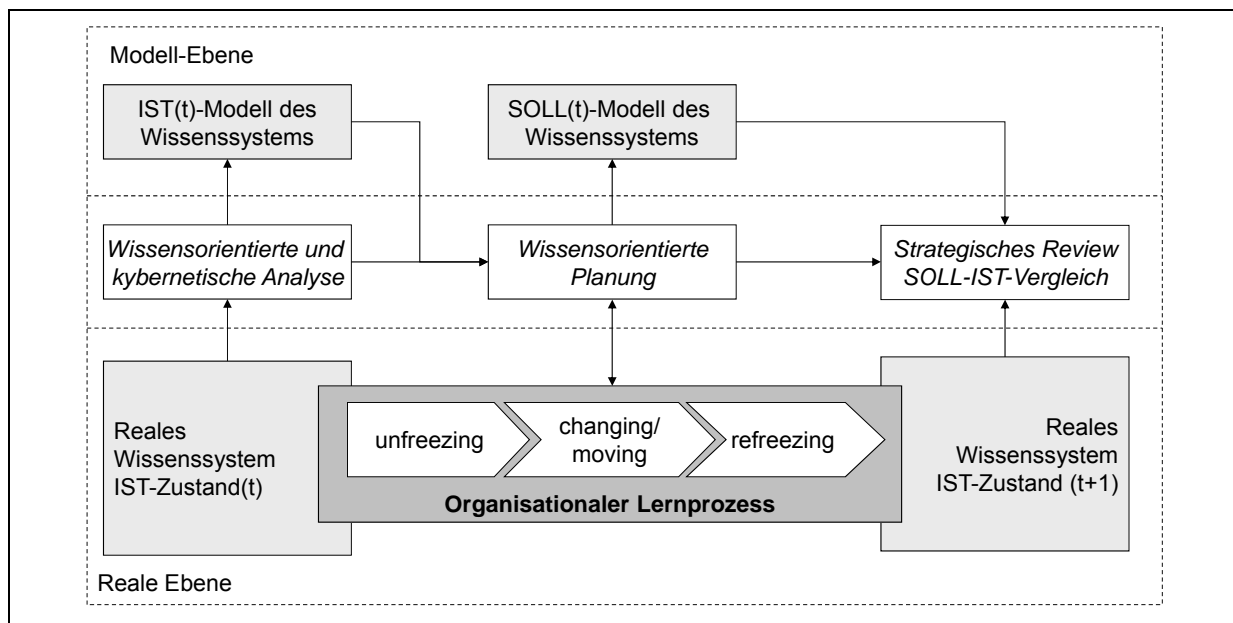 Modell-Ebene
IST(t)-Modell des
Wissenssystems
SOLL(t)-Modell des
Wissenssystems
Wissensorientierte und
kybernetische Analyse
Wissensorientierte
Planung
Strategisches Review
SOLL-IST-Vergleich
Reales
Wissenssystem
IST-Zustand(t)
unfreezing
changing/
moving
refreezing
Organisationaler Lernprozess
Reales
Wissenssystem
IST-Zustand (t+1)
Reale Ebene